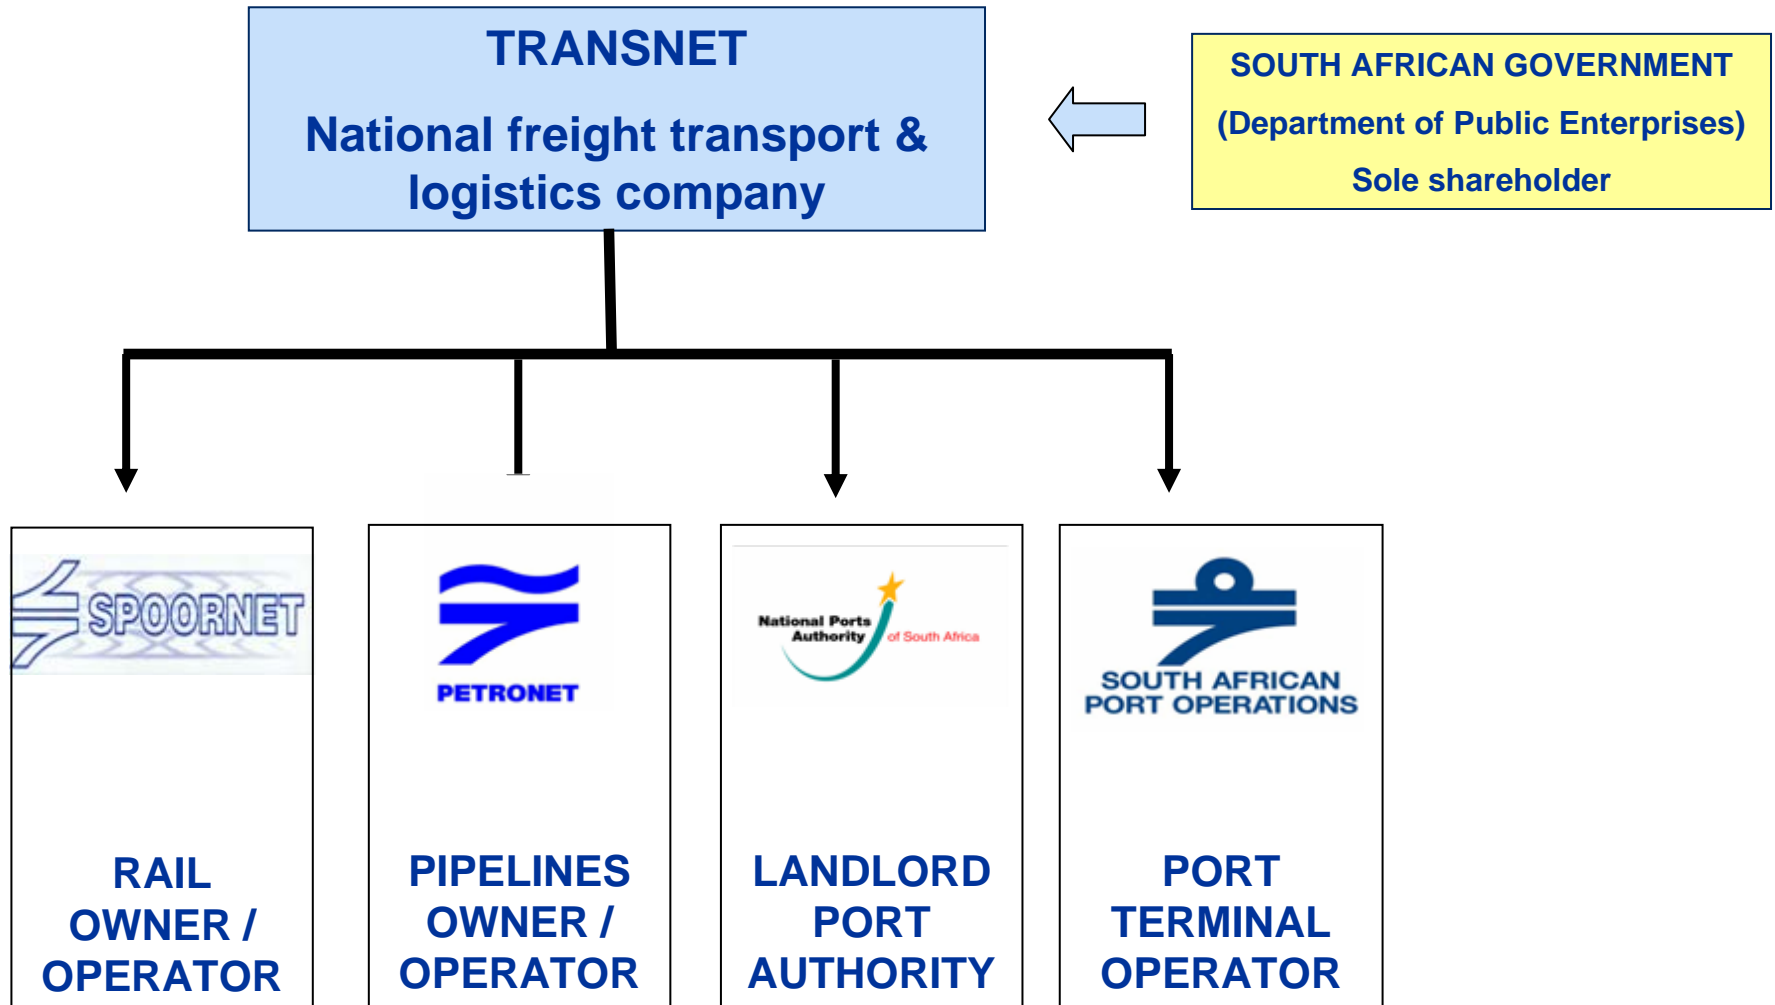 TRANSNET
National freight transport &
logistics company
SOUTH AFRICAN GOVERNMENT
(Department of Public Enterprises)
Sole shareholder
SPOORNET
RAIL
OWNER /
OPERATOR
PETRONET
PIPELINES
OWNER /
OPERATOR
National Ports
Authority of South Africa
LANDLORD
PORT
AUTHORITY
SOUTH AFRICAN
PORT OPERATIONS
PORT
TERMINAL
OPERATOR